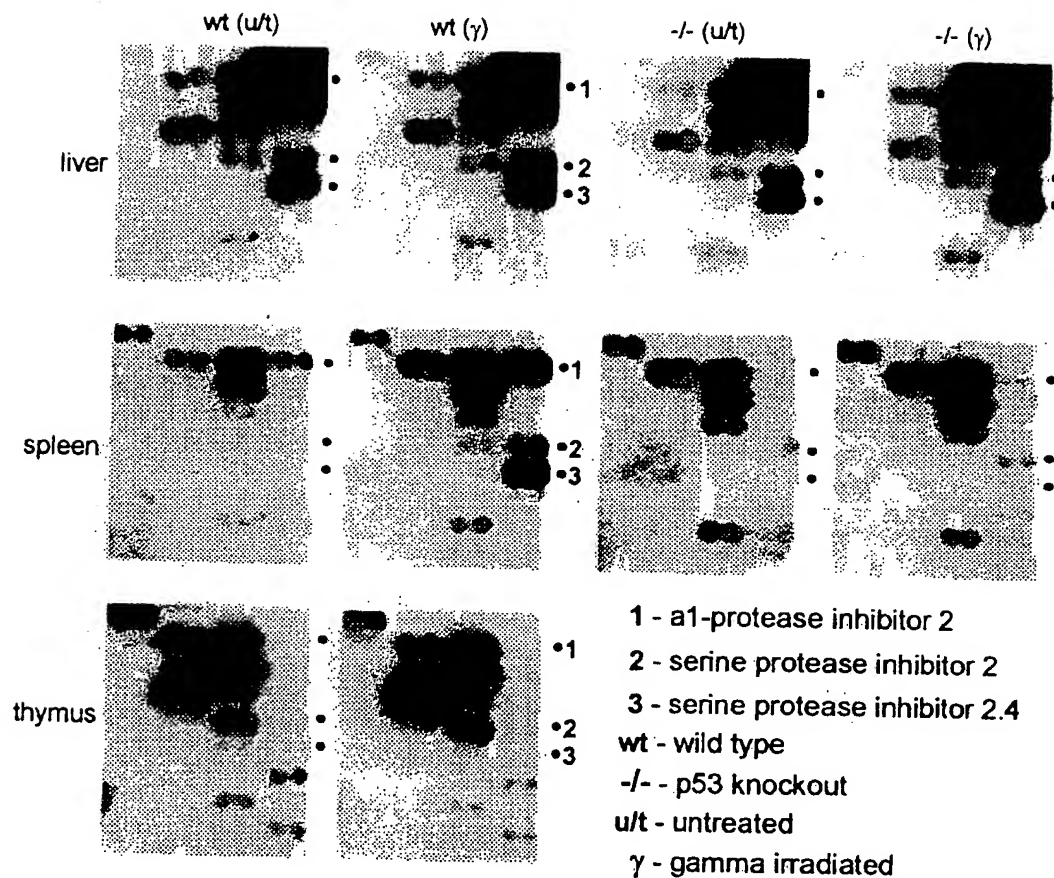 wt (u/t) wt (γ) -/- (u/t) -/- (γ)
liver
•1
•2
•3
spleen
•1
•2
•3
thymus
•1
•2
•3
1 - a1-protease inhibitor 2
2 - serine protease inhibitor 2
3 - serine protease inhibitor 2.4
wt - wild type
-/- - p53 knockout
u/t - untreated
γ - gamma irradiated